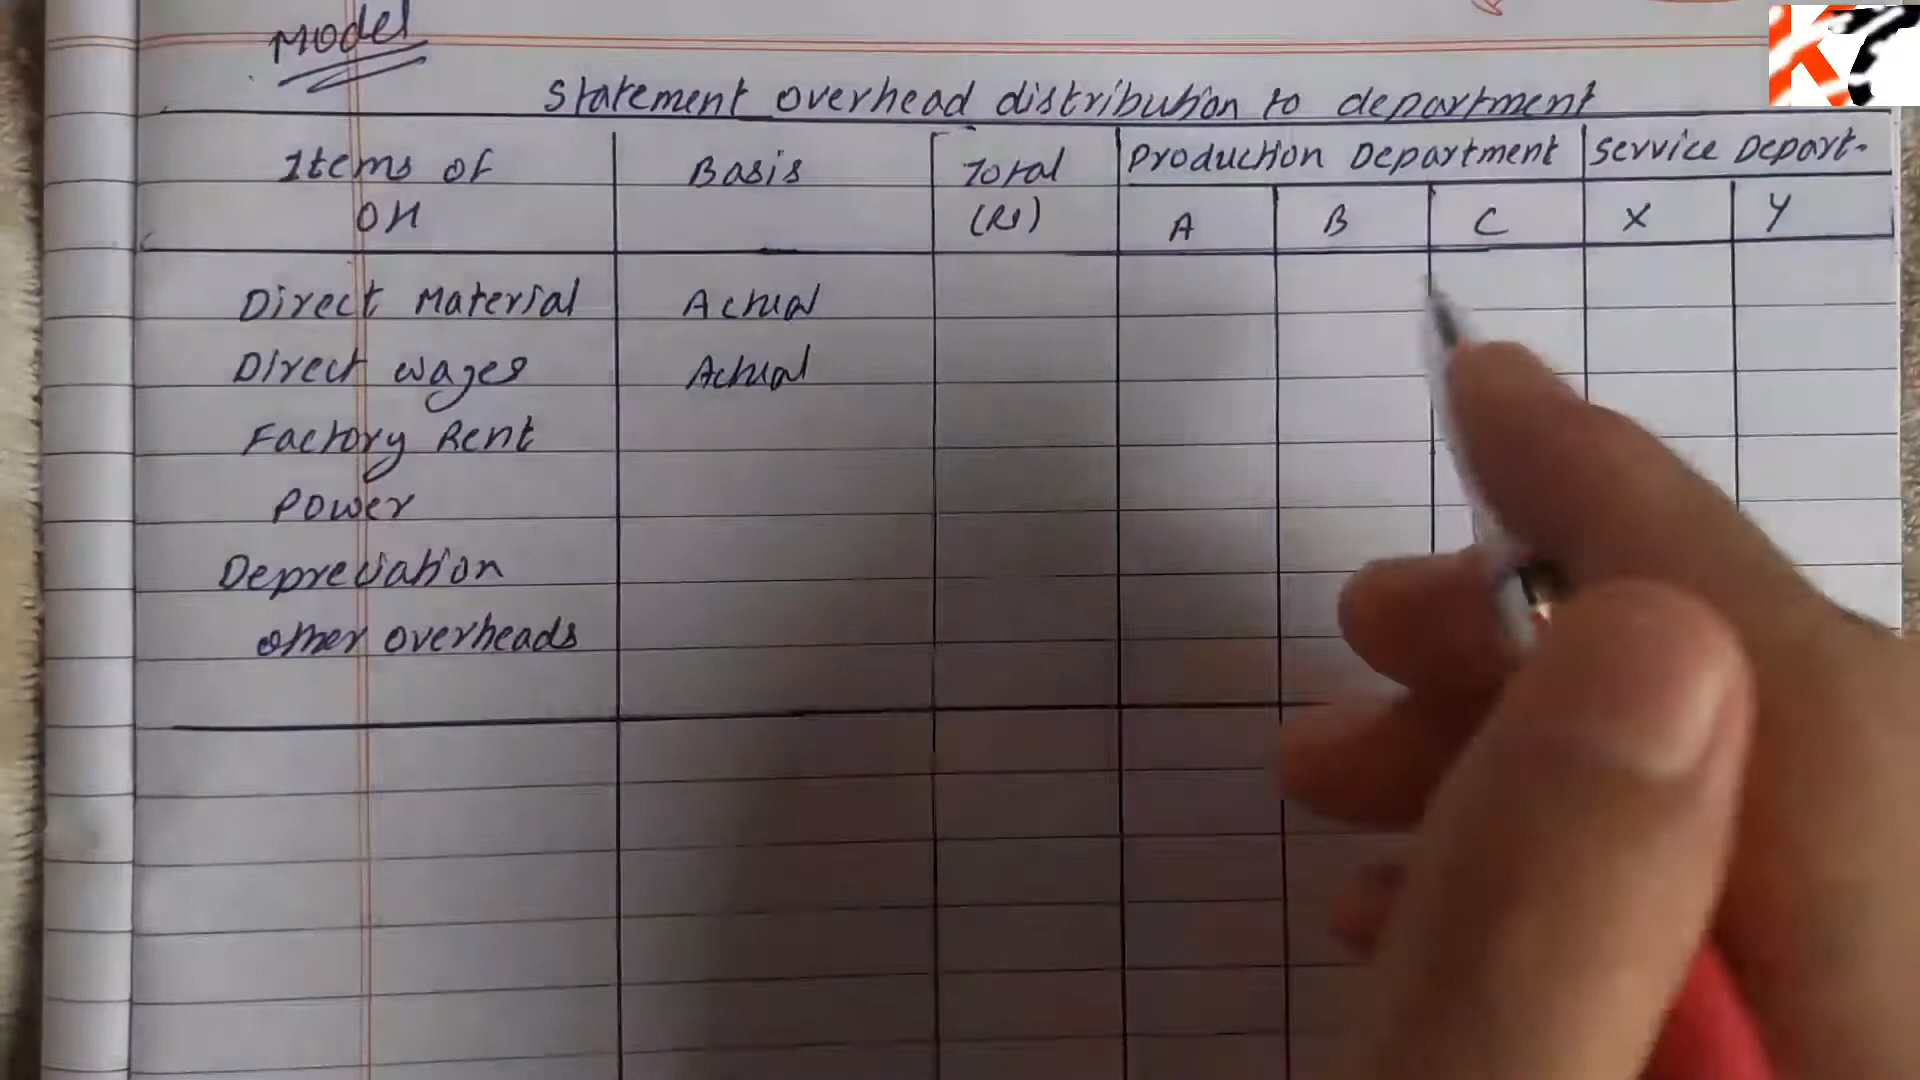 Model
Statement overhead distribution to department
Items of OH Basis Total (Rs) Production Department Service Depart-
A B C X Y
Direct Material Actual
Direct wages Actual
Factory Rent
Power
Depreciation
other overheads